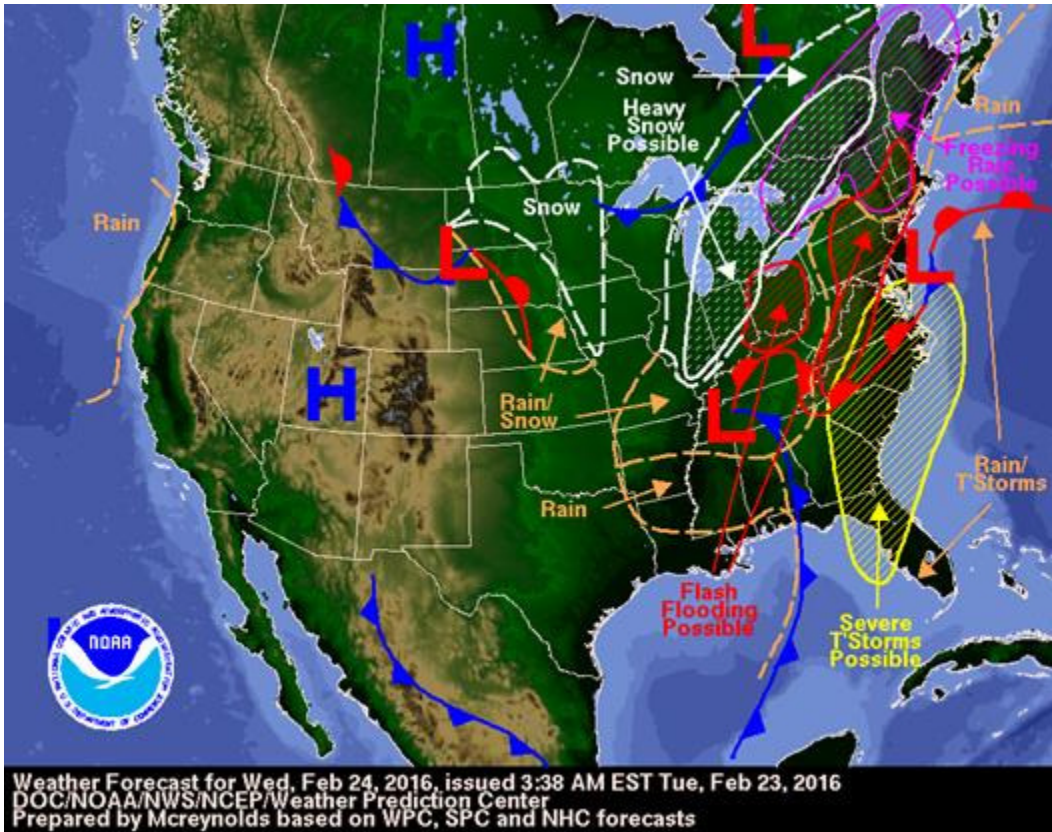 H
L
Snow
Heavy
Snow
Possible
Rain
Freezing
Rain
Possible
Rain
Snow
L
L
H
Rain/
Snow
L
Rain
Rain/
T'Storms
Flash
Flooding
Possible
Severe
T'Storms
Possible
NOAA
Weather Forecast for Wed, Feb 24, 2016, issued 3:38 AM EST Tue, Feb 23, 2016
DOC/NOAA/NWS/NCEP/Weather Prediction Center
Prepared by Mcreynolds based on WPC, SPC and NHC forecasts